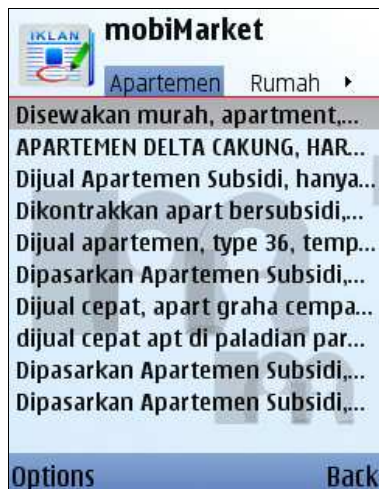 IKLAN
mobiMarket
Apartemen Rumah
Disewakan murah, apartment,...
APARTEMEN DELTA CAKUNG, HAR...
Dijual Apartemen Subsidi, hanya...
Dikontrakkan apart bersubsidi,...
Dijual apartemen, type 36, temp...
Dipasarkan Apartemen Subsidi,...
Dijual cepat, apart graha cempa...
dijual cepat apt di paladian par...
Dipasarkan Apartemen Subsidi,...
Dipasarkan Apartemen Subsidi,...
Options Back